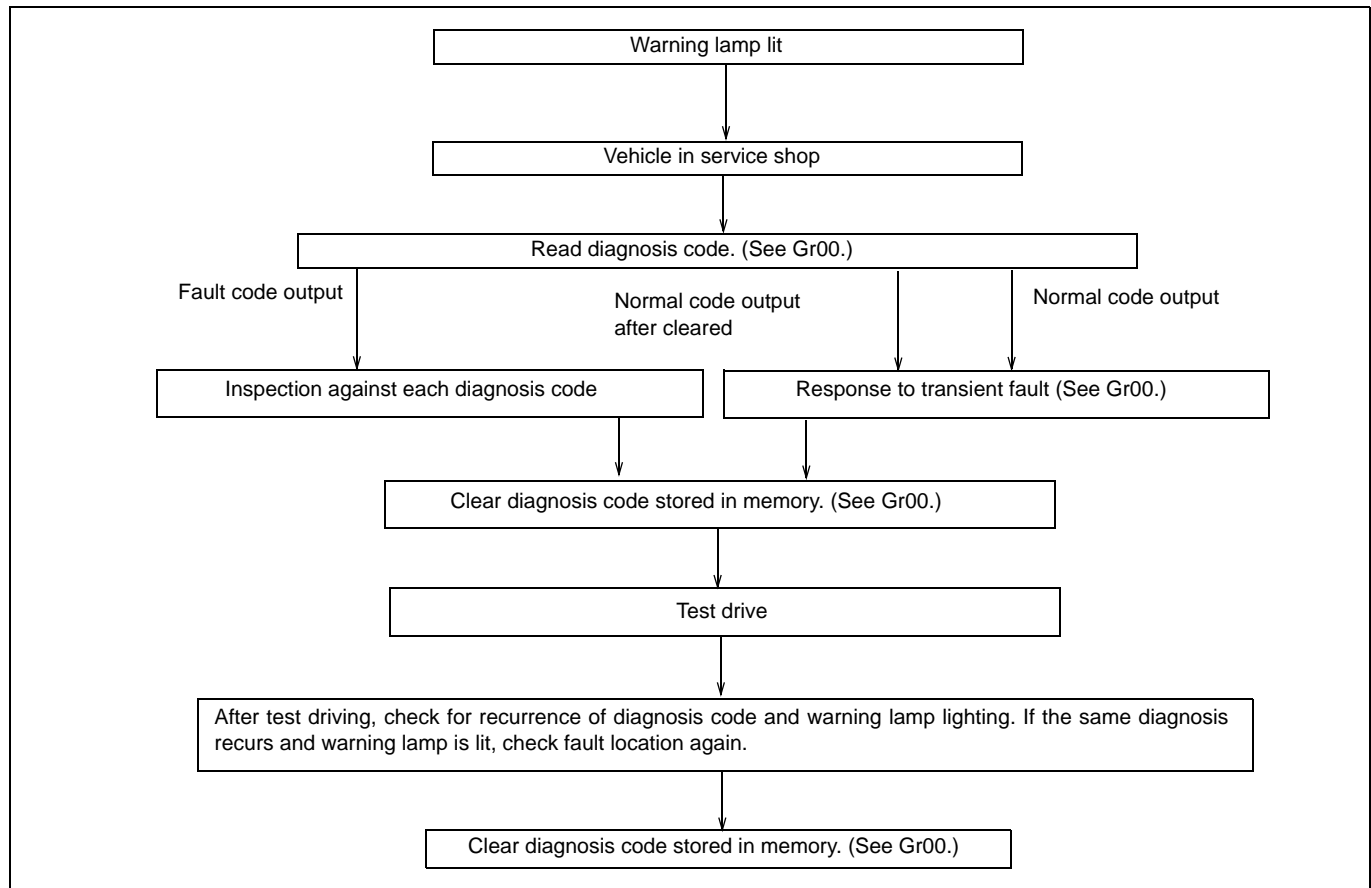 Warning lamp lit
Vehicle in service shop
Read diagnosis code. (See Gr00.)
Fault code output
Normal code output
after cleared
Normal code output
Inspection against each diagnosis code
Response to transient fault (See Gr00.)
Clear diagnosis code stored in memory. (See Gr00.)
Test drive
After test driving, check for recurrence of diagnosis code and warning lamp lighting. If the same diagnosis
recurs and warning lamp is lit, check fault location again.
Clear diagnosis code stored in memory. (See Gr00.)